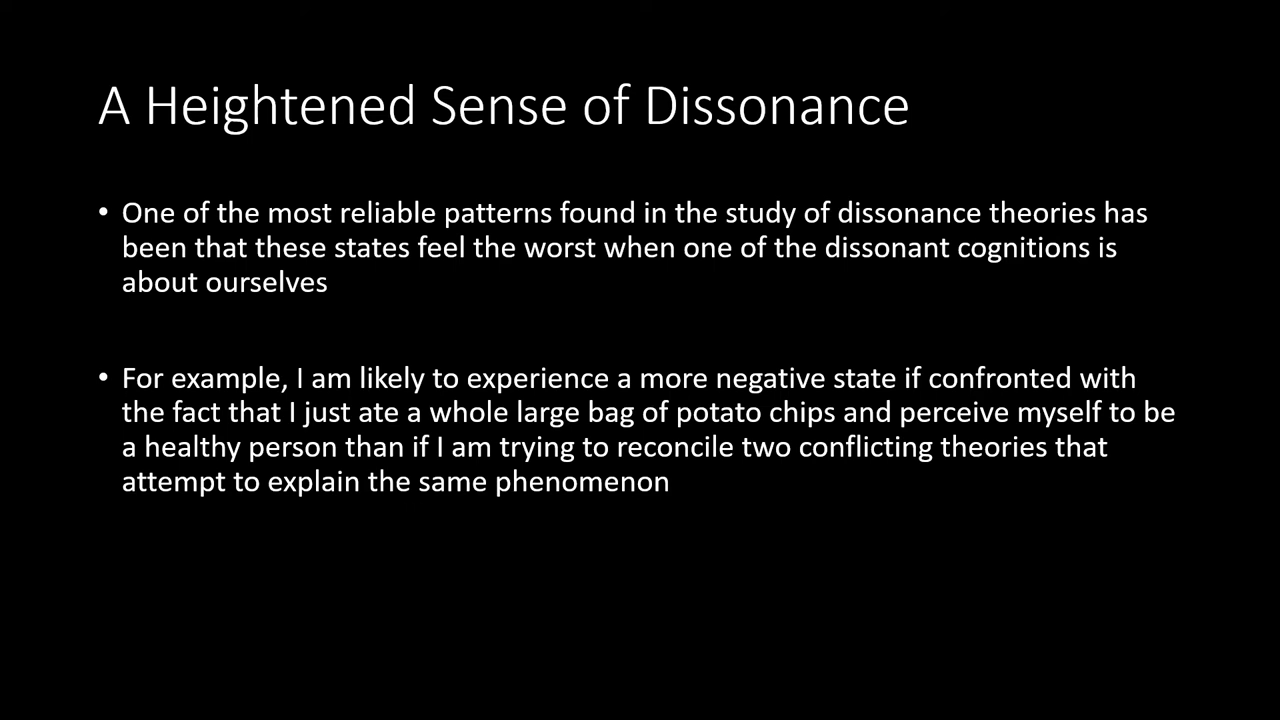 A Heightened Sense of Dissonance
• One of the most reliable patterns found in the study of dissonance theories has
been that these states feel the worst when one of the dissonant cognitions is
about ourselves
• For example, I am likely to experience a more negative state if confronted with
the fact that I just ate a whole large bag of potato chips and perceive myself to be
a healthy person than if I am trying to reconcile two conflicting theories that
attempt to explain the same phenomenon